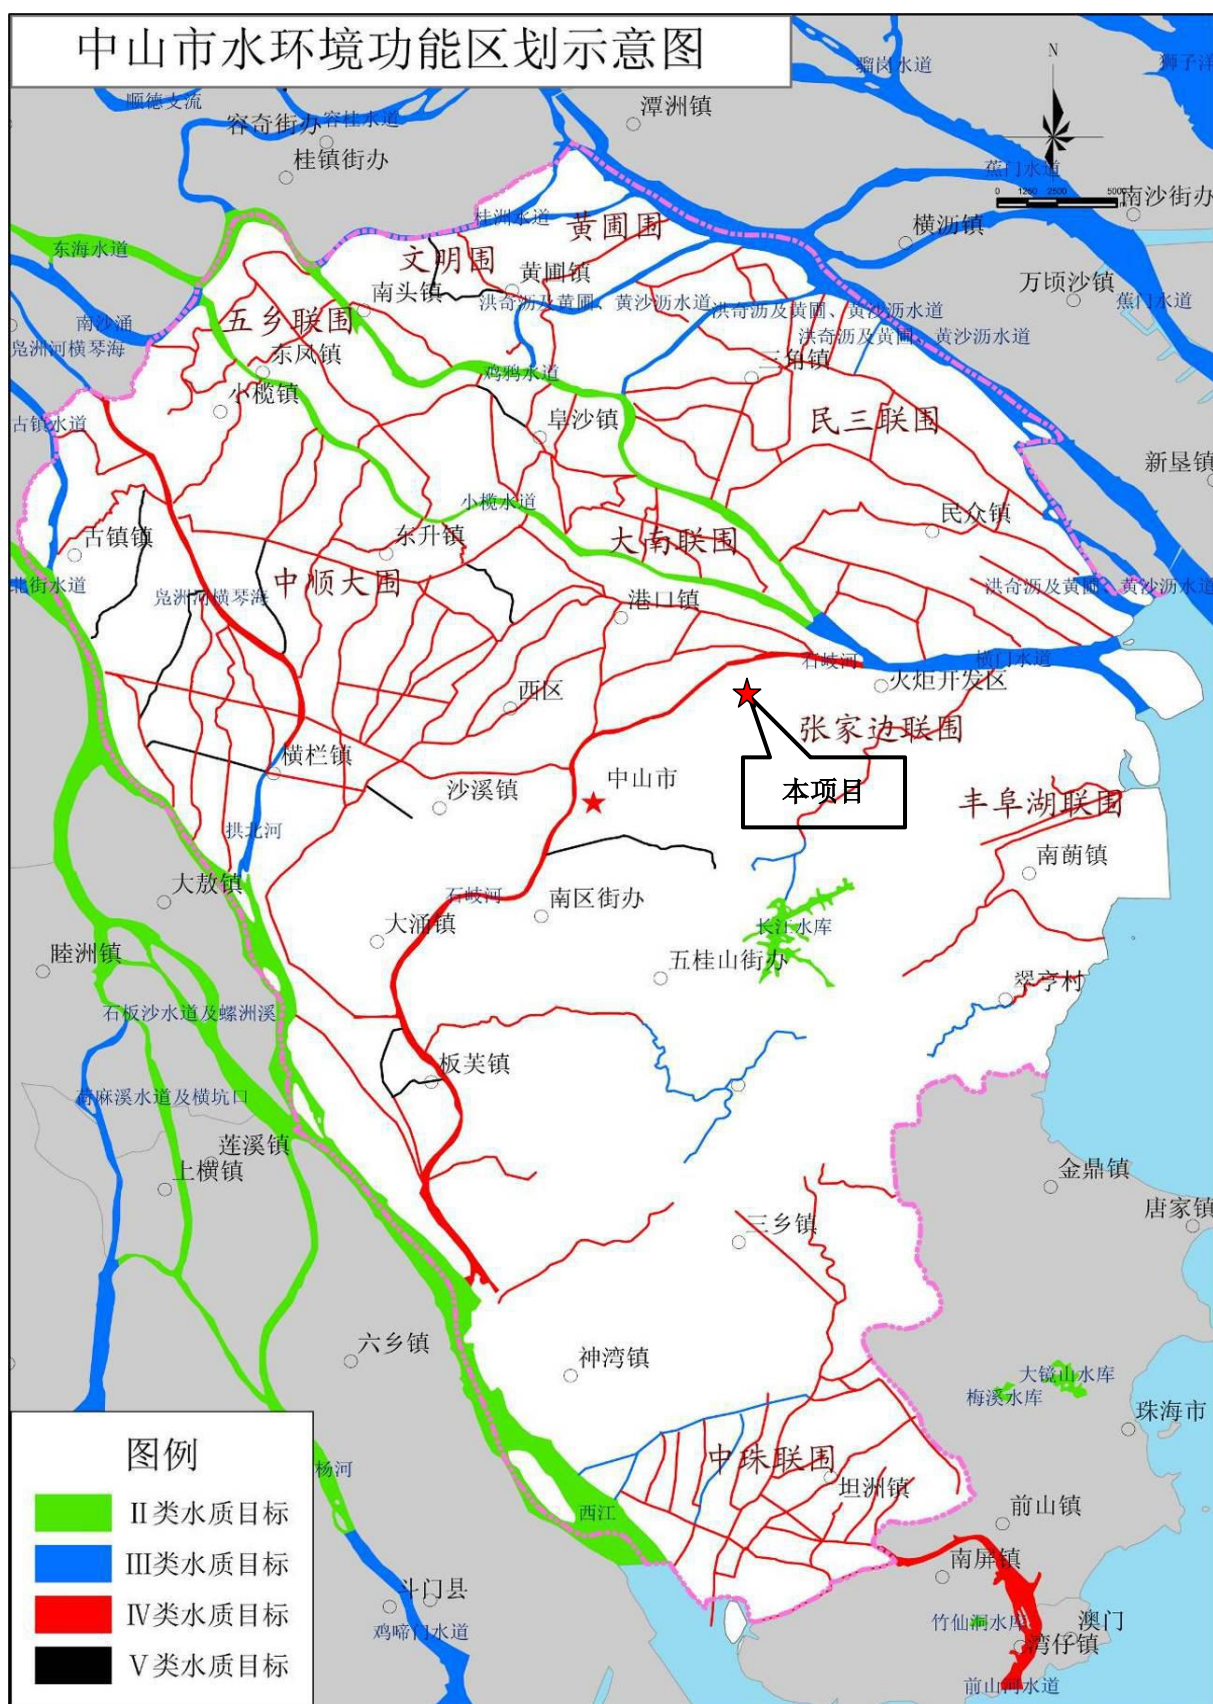 中山市水环境功能区划示意图
顺德支流
容奇街办
容桂水道
桂镇街办
潭洲镇
骝岗水道
狮子洋
N
蕉门水道
0 1250 2500 5000
南沙街办
横沥镇
万顷沙镇
蕉门水道
东海水道
桂洲水道
黄圃围
文明围
黄圃镇
南头镇
洪奇沥及黄圃、黄沙沥水道
洪奇沥及黄圃、黄沙沥水道
洪奇沥及黄圃、黄沙沥水道
南沙涌
凫洲河横琴海
五乡联围
东凤镇
鸡鸦水道
三角镇
小榄镇
古镇水道
阜沙镇
民三联围
新垦镇
小榄水道
民众镇
古镇镇
东升镇
大南联围
北街水道
中顺大围
凫洲河横琴海
港口镇
洪奇沥及黄圃、黄沙沥水道
石岐河
横门水道
火炬开发区
西区
张家边联围
横栏镇
沙溪镇
中山市
本项目
丰阜湖联围
拱北河
南蓢镇
大敖镇
石岐河
南区街办
大涌镇
长江水库
睦洲镇
五桂山街办
翠亨村
石板沙水道及螺洲溪
板芙镇
荷麻溪水道及横坑口
莲溪镇
上横镇
金鼎镇
唐家镇
三乡镇
六乡镇
神湾镇
大镜山水库
梅溪水库
珠海市
中珠联围
坦洲镇
杨河
西江
前山镇
南屏镇
斗门县
鸡啼门水道
竹仙洞水库
澳门
湾仔镇
前山河水道
图例
Ⅱ类水质目标
Ⅲ类水质目标
Ⅳ类水质目标
Ⅴ类水质目标